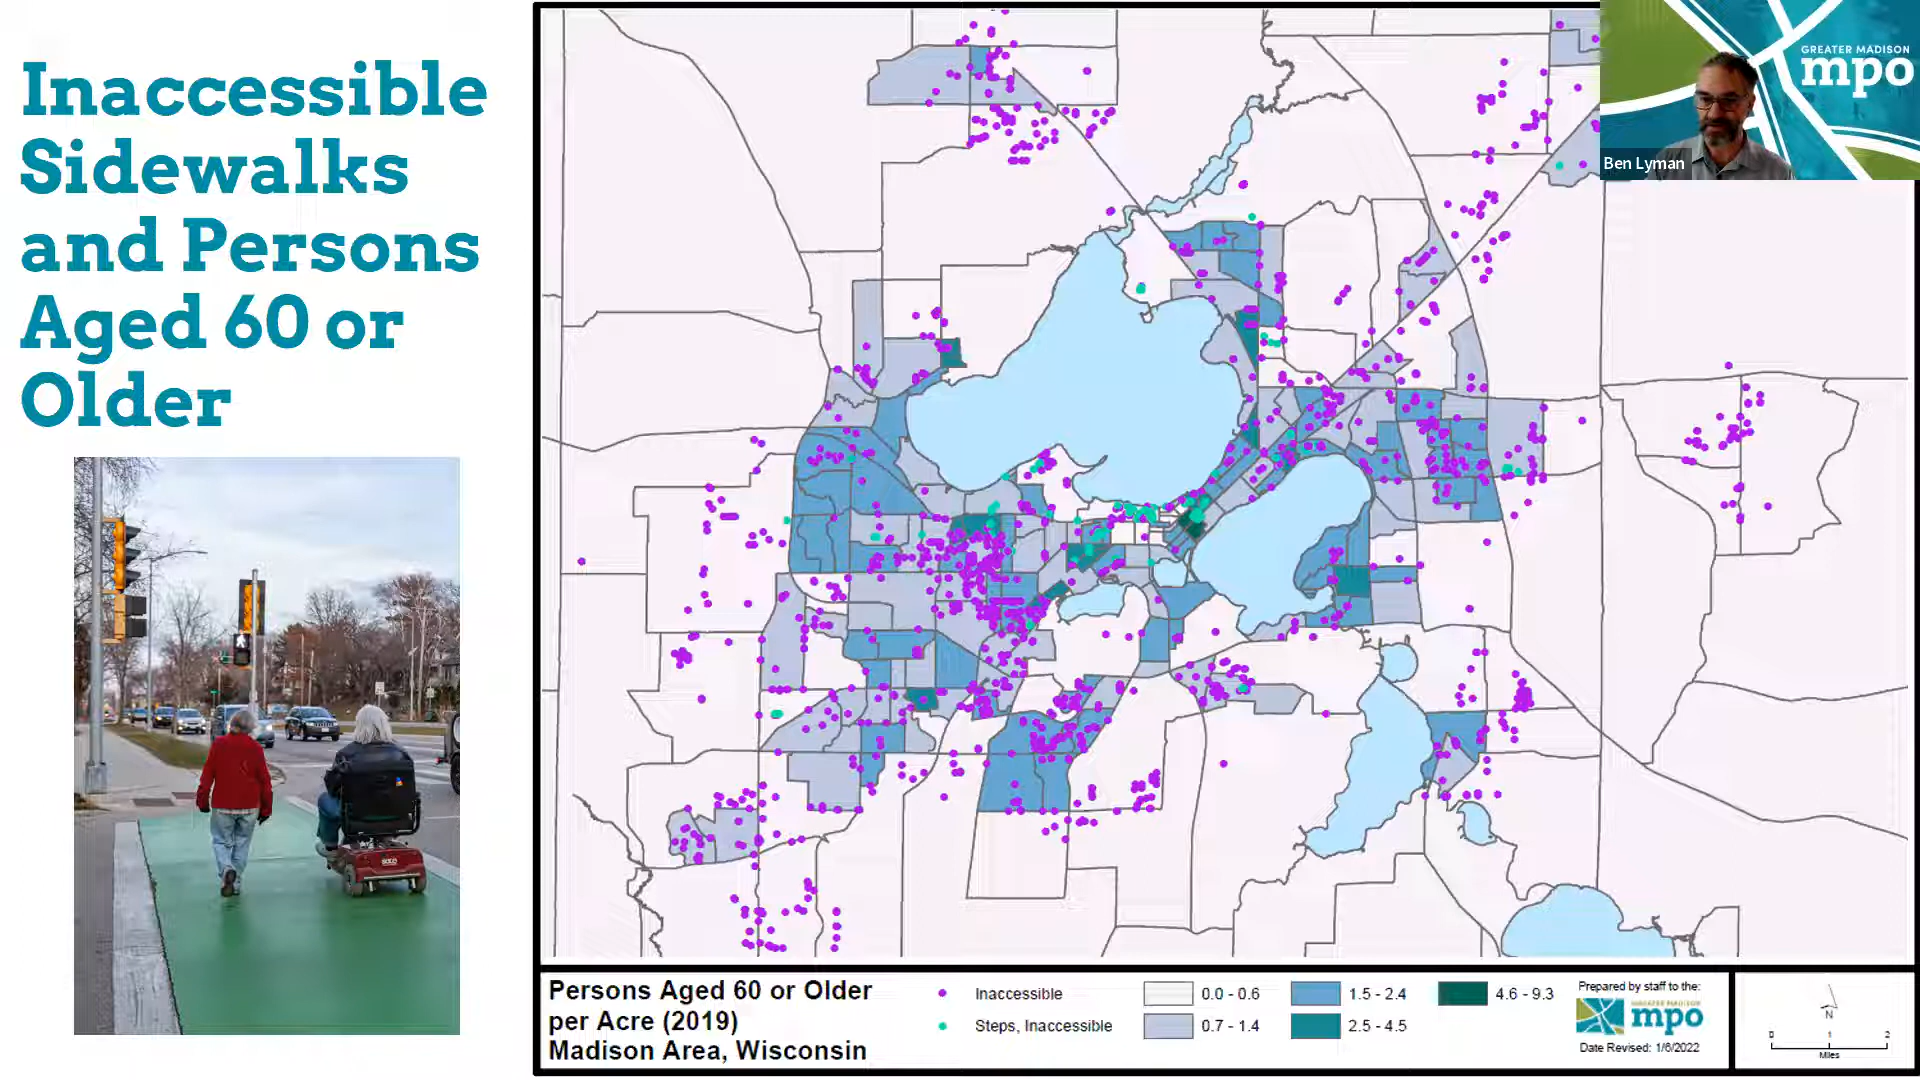 Inaccessible
Sidewalks
and Persons
Aged 60 or
Older
GREATER MADISON
mpo
Ben Lyman
Persons Aged 60 or Older
per Acre (2019)
Madison Area, Wisconsin
Inaccessible
Steps, Inaccessible
0.0 - 0.6
0.7 - 1.4
1.5 - 2.4
2.5 - 4.5
4.6 - 9.3
Prepared by staff to the:
GREATER MADISON
mpo
Date Revised: 1/6/2022
N
0 1 2
Miles